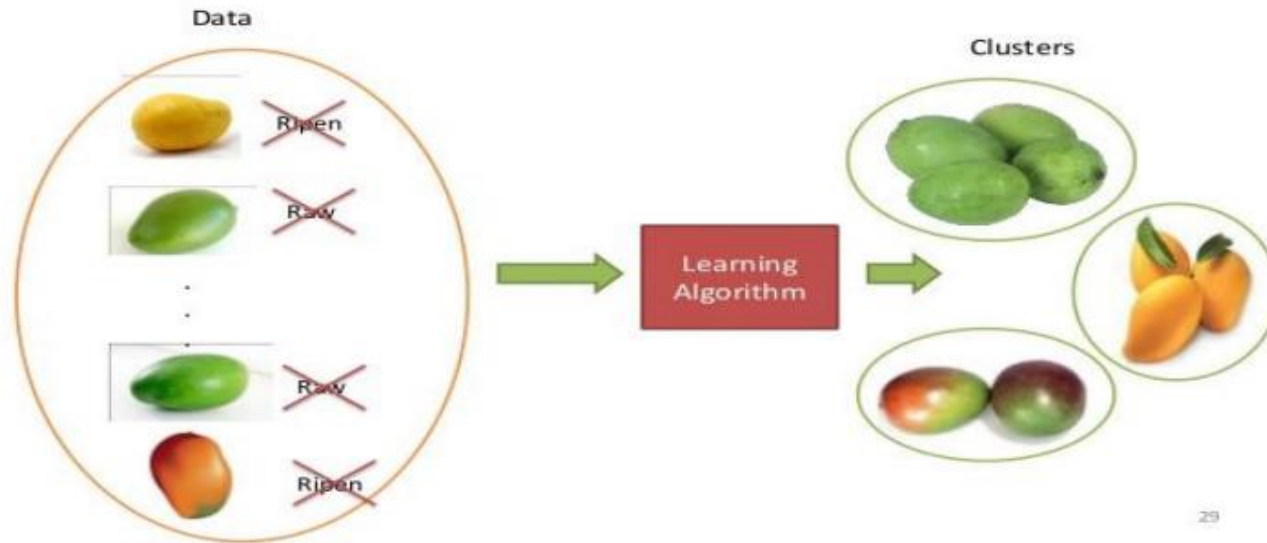 Data
Ripen
Raw
Raw
Ripen
Learning
Algorithm
Clusters
29